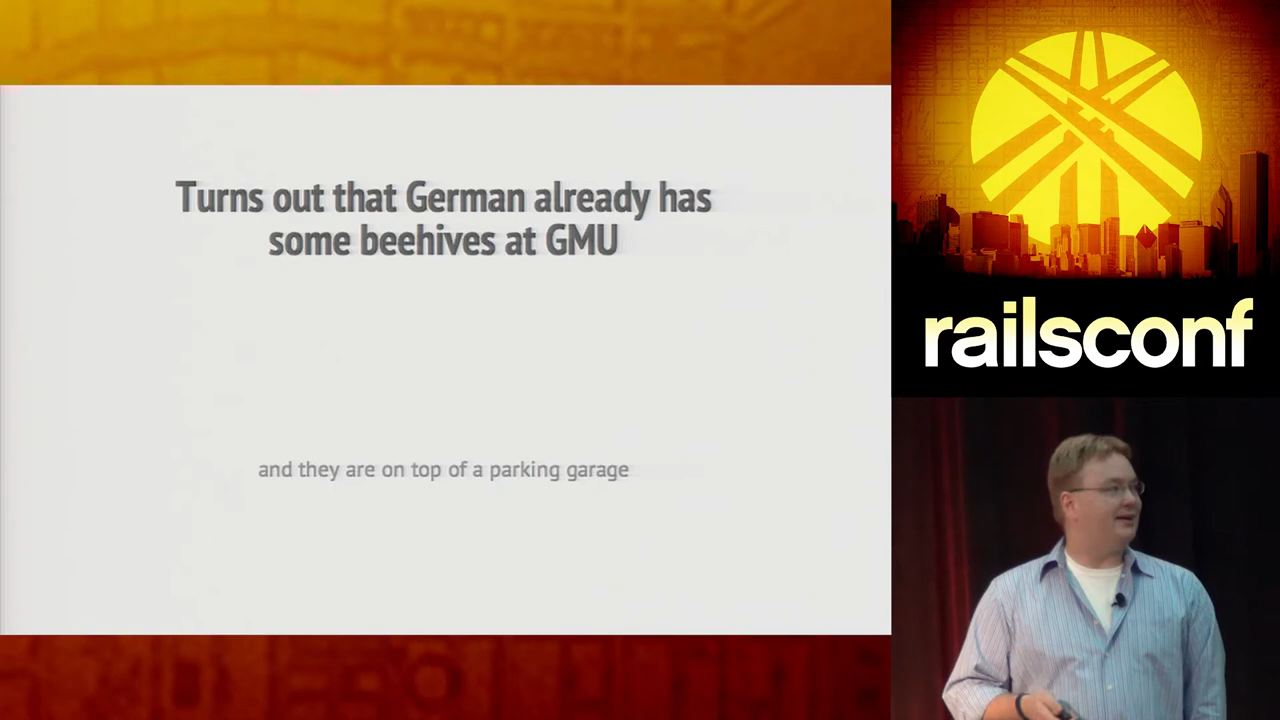 Turns out that German already has
some beehives at GMU
and they are on top of a parking garage
railsconf